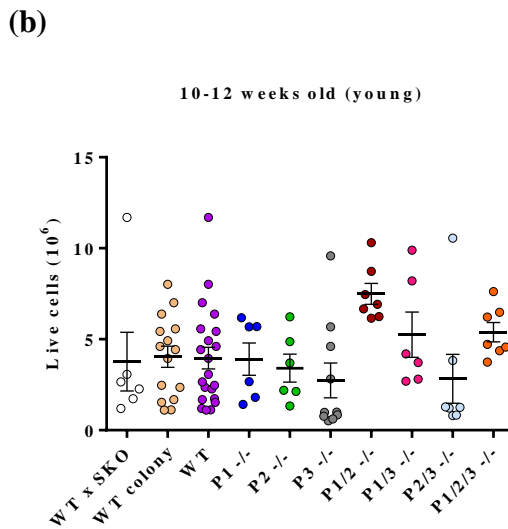 (b)
10-12 weeks old (young)
Live cells (10⁶)
15
10
5
0
WT x SKO
WT colony
WT
P1 -/-
P2 -/-
P3 -/-
P1/2 -/-
P1/3 -/-
P2/3 -/-
P1/2/3 -/-